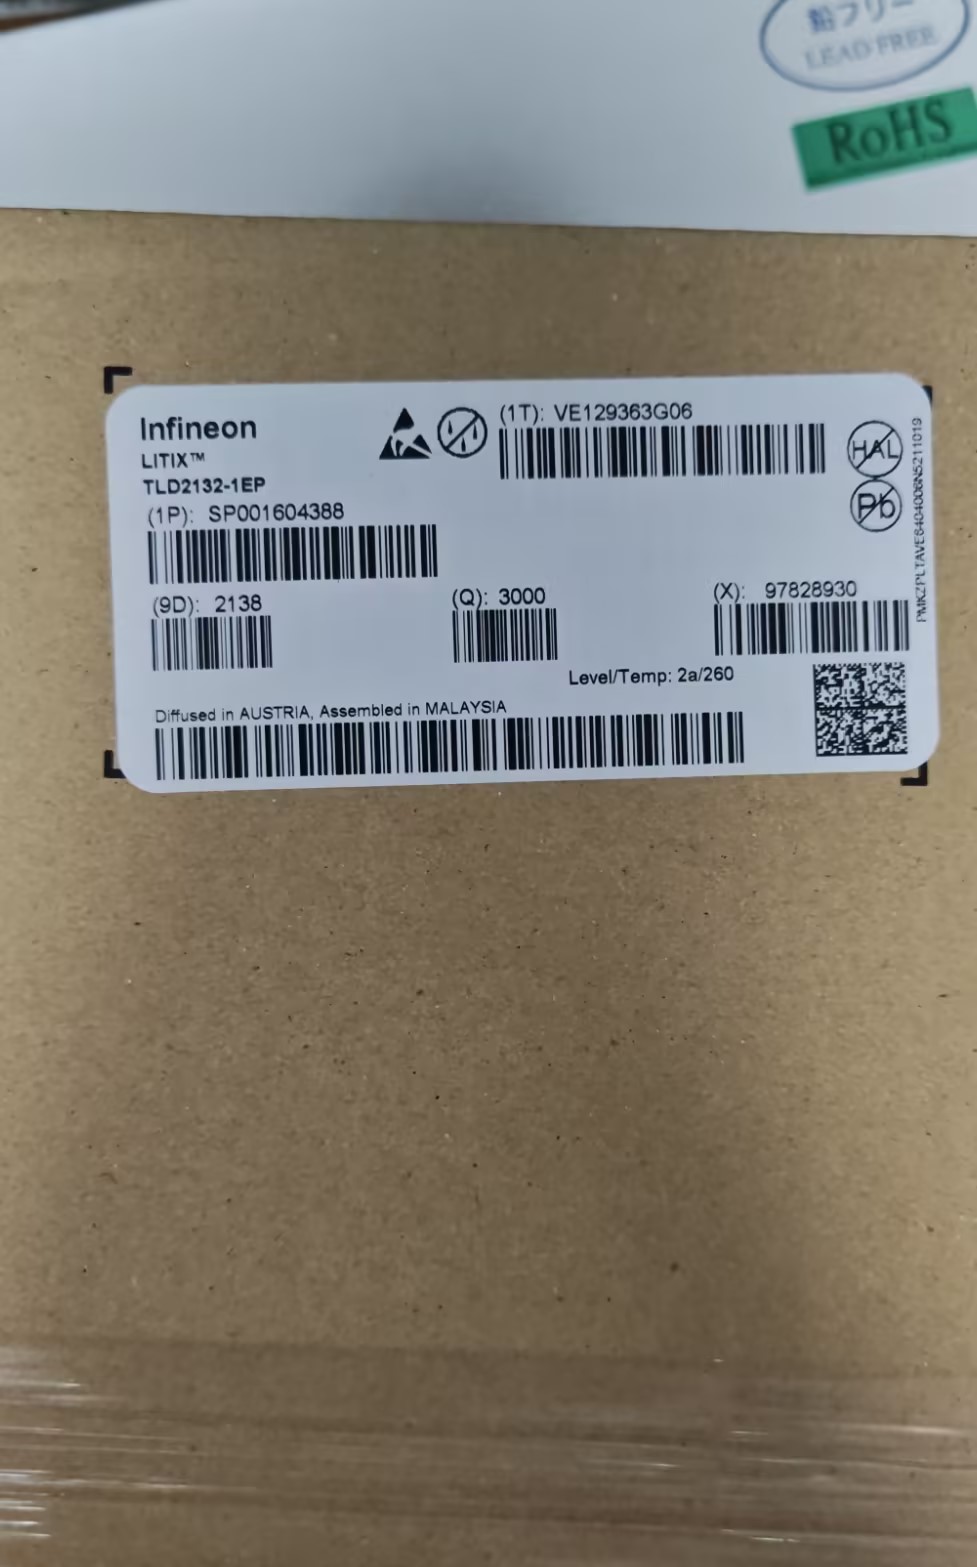 鉛フリー
LEAD FREE
RoHS
Infineon
LITIX™
TLD2132-1EP
(1P): SP001604388
(1T): VE129363G06
HAL
Pb
(9D): 2138
(Q): 3000
(X): 97828930
Level/Temp: 2a/260
Diffused in AUSTRIA, Assembled in MALAYSIA